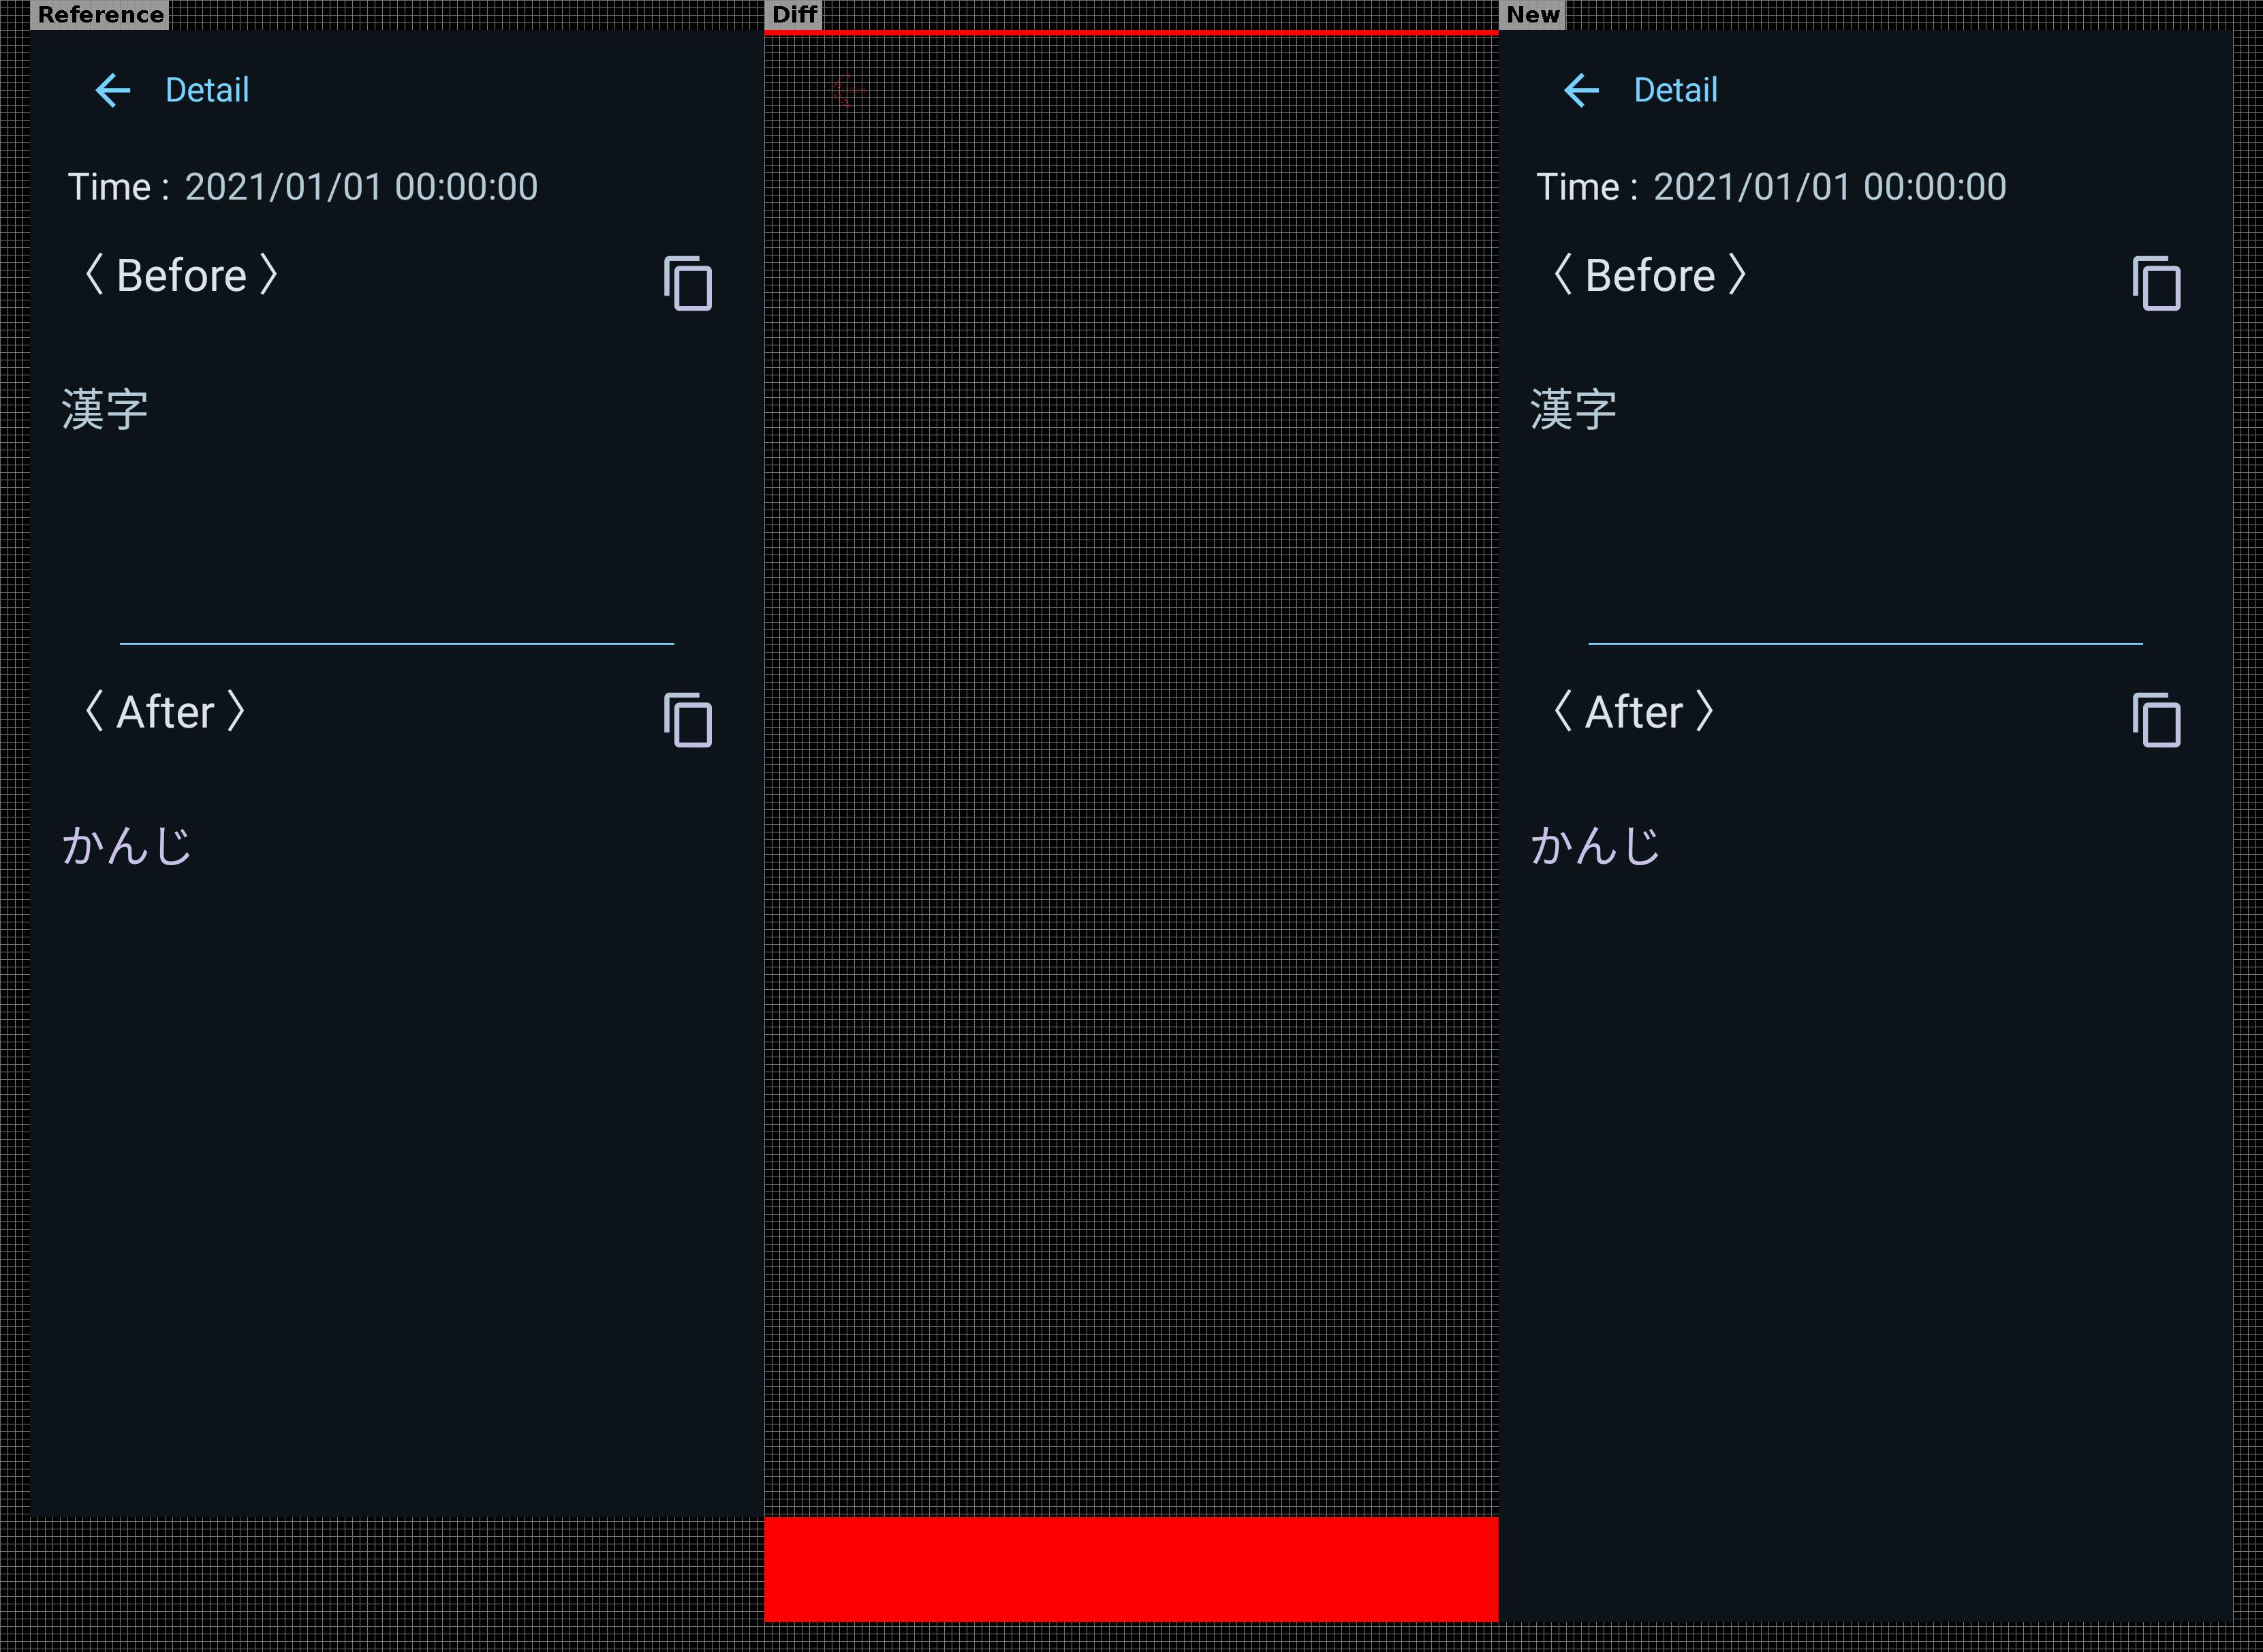 Reference
Diff
New
Detail
Time : 2021/01/01 00:00:00
〈 Before 〉
漢字
〈 After 〉
かんじ
Detail
Time : 2021/01/01 00:00:00
〈 Before 〉
漢字
〈 After 〉
かんじ